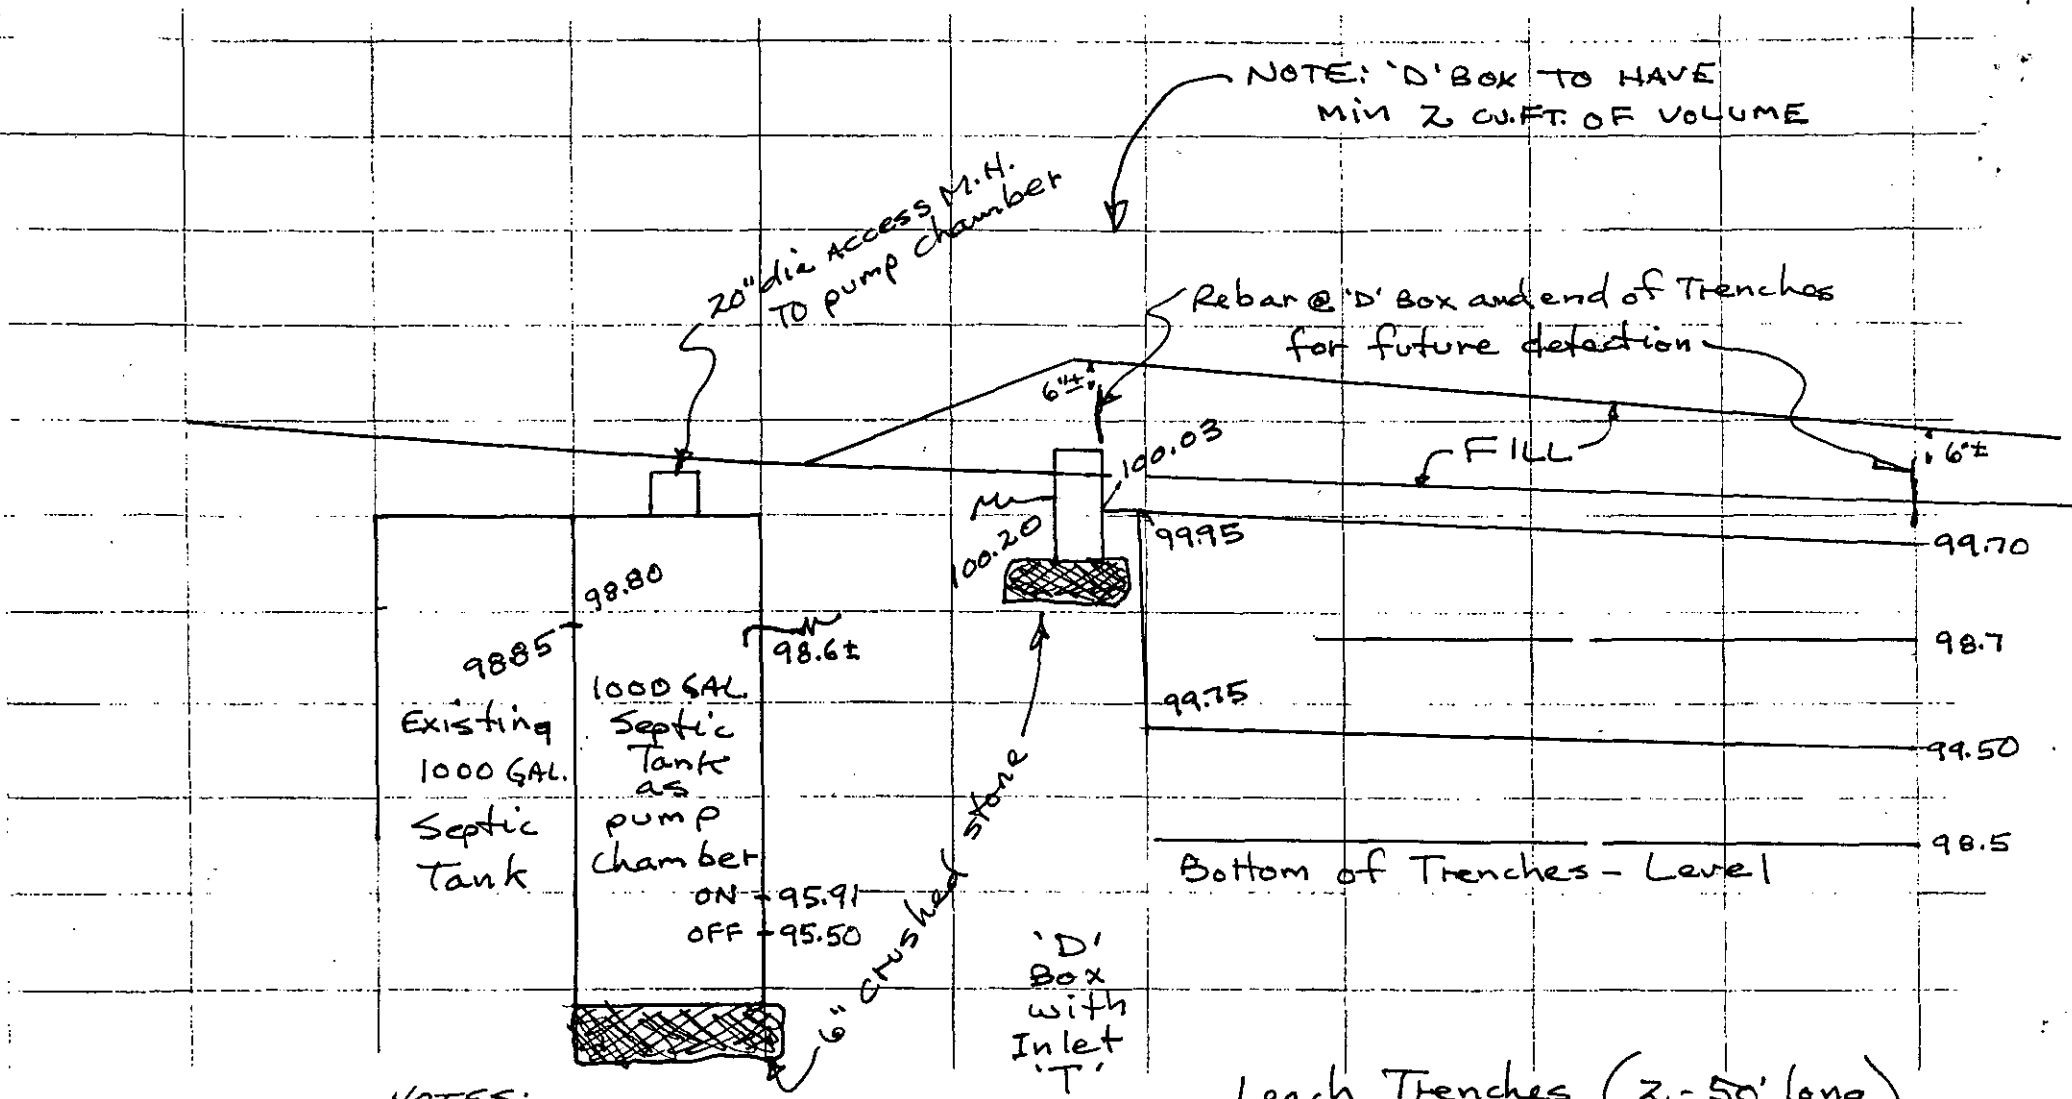 NOTE: 'D' BOX TO HAVE
MIN 2 CU.FT. OF VOLUME
20" dia ACCESS M.H.
TO pump chamber
Rebar @ 'D' Box and end of Trenches
for future detection
6"±
6"±
FILL
100.03
100.20
99.95
99.70
98.80
98.85
98.6±
98.7
99.75
99.50
Existing
1000 GAL.
Septic
Tank
1000 GAL.
Septic
Tank
as
pump
chamber
ON 95.91
OFF 95.50
6" crushed stone
98.5
Bottom of Trenches - Level
'D'
Box
with
Inlet
'T'
NOTES:
Leach Trenches (2 - 50' long)